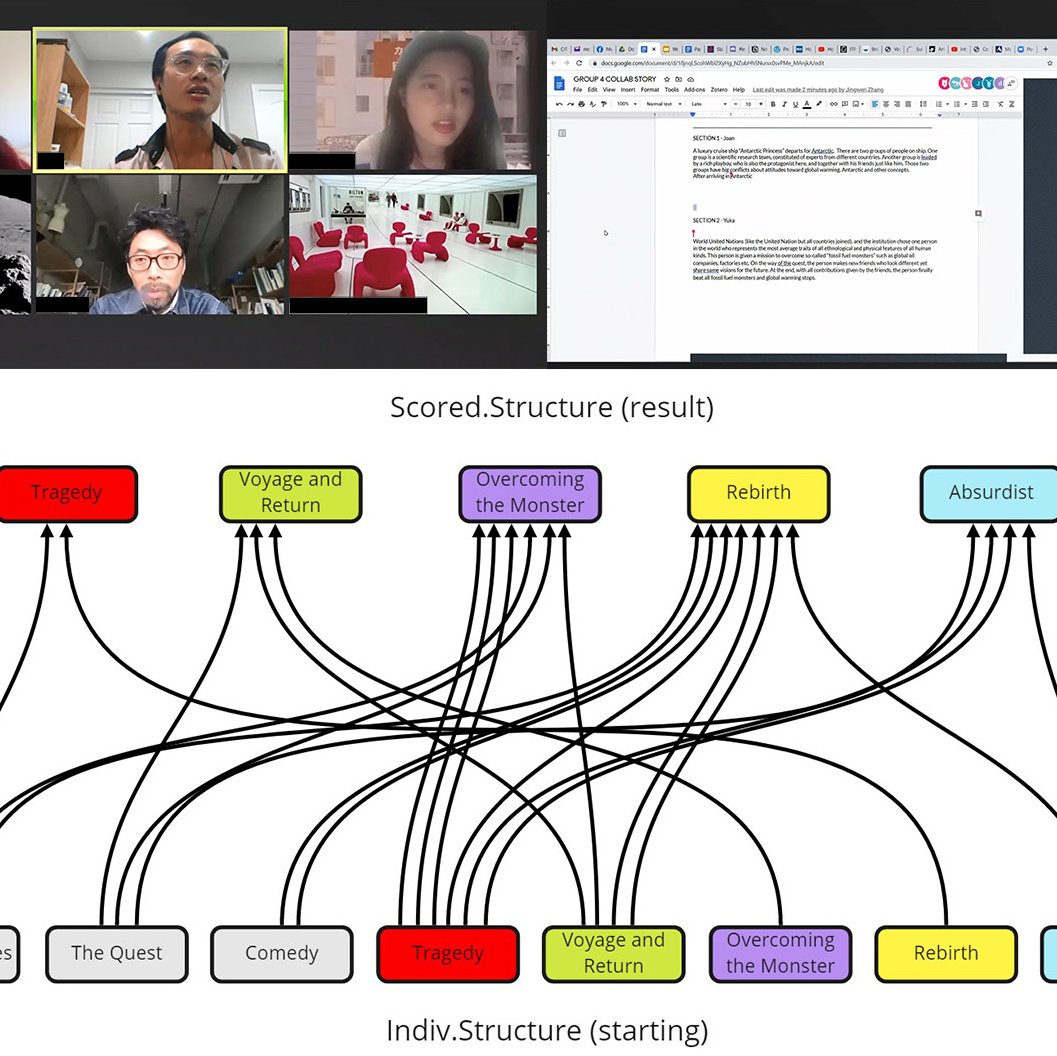 HILTON
docs.google.com/document/d/
GROUP 4 COLLAB STORY
File Edit View Insert Format Tools Add-ons Zotero Help Last edit was made 2 minutes ago by Jingwen Zhang
100% Normal text Lato 10
SECTION 1 - Joan
A luxury cruise ship "Antarctic Princess" departs for Antarctic. There are two groups of people on ship. One
group is a scientific research team, constituted of experts from different countries. Another group is leaded
by a rich playboy, who is also the protagonist here, and together with his friends just like him. Those two
groups have big conflicts about attitudes toward global warming, Antarctic and other concepts.
After arriving in Antarctic
SECTION 2 - Yuka
World United Nations (like the United Nation but all countries joined), and the institution chose one person
in the world who represents the most average traits of all ethnological and physical features of all human
kinds. This person is given a mission to overcome so-called "fossil fuel monsters" such as global oil
companies, factories etc. On the way of the quest, the person makes new friends who look different yet
share same visions for the future. At the end, with all contributions given by the friends, the person finally
beat all fossil fuel monsters and global warming stops.
Scored.Structure (result)
Tragedy
Voyage and
Return
Overcoming
the Monster
Rebirth
Absurdist
es
The Quest
Comedy
Tragedy
Voyage and
Return
Overcoming
the Monster
Rebirth
Indiv.Structure (starting)